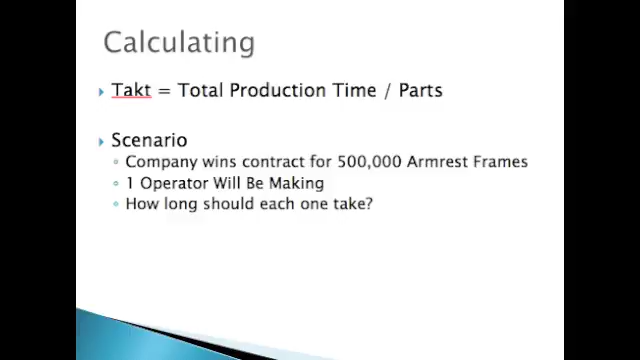 Calculating
Takt = Total Production Time / Parts
Scenario
Company wins contract for 500,000 Armrest Frames
1 Operator Will Be Making
How long should each one take?